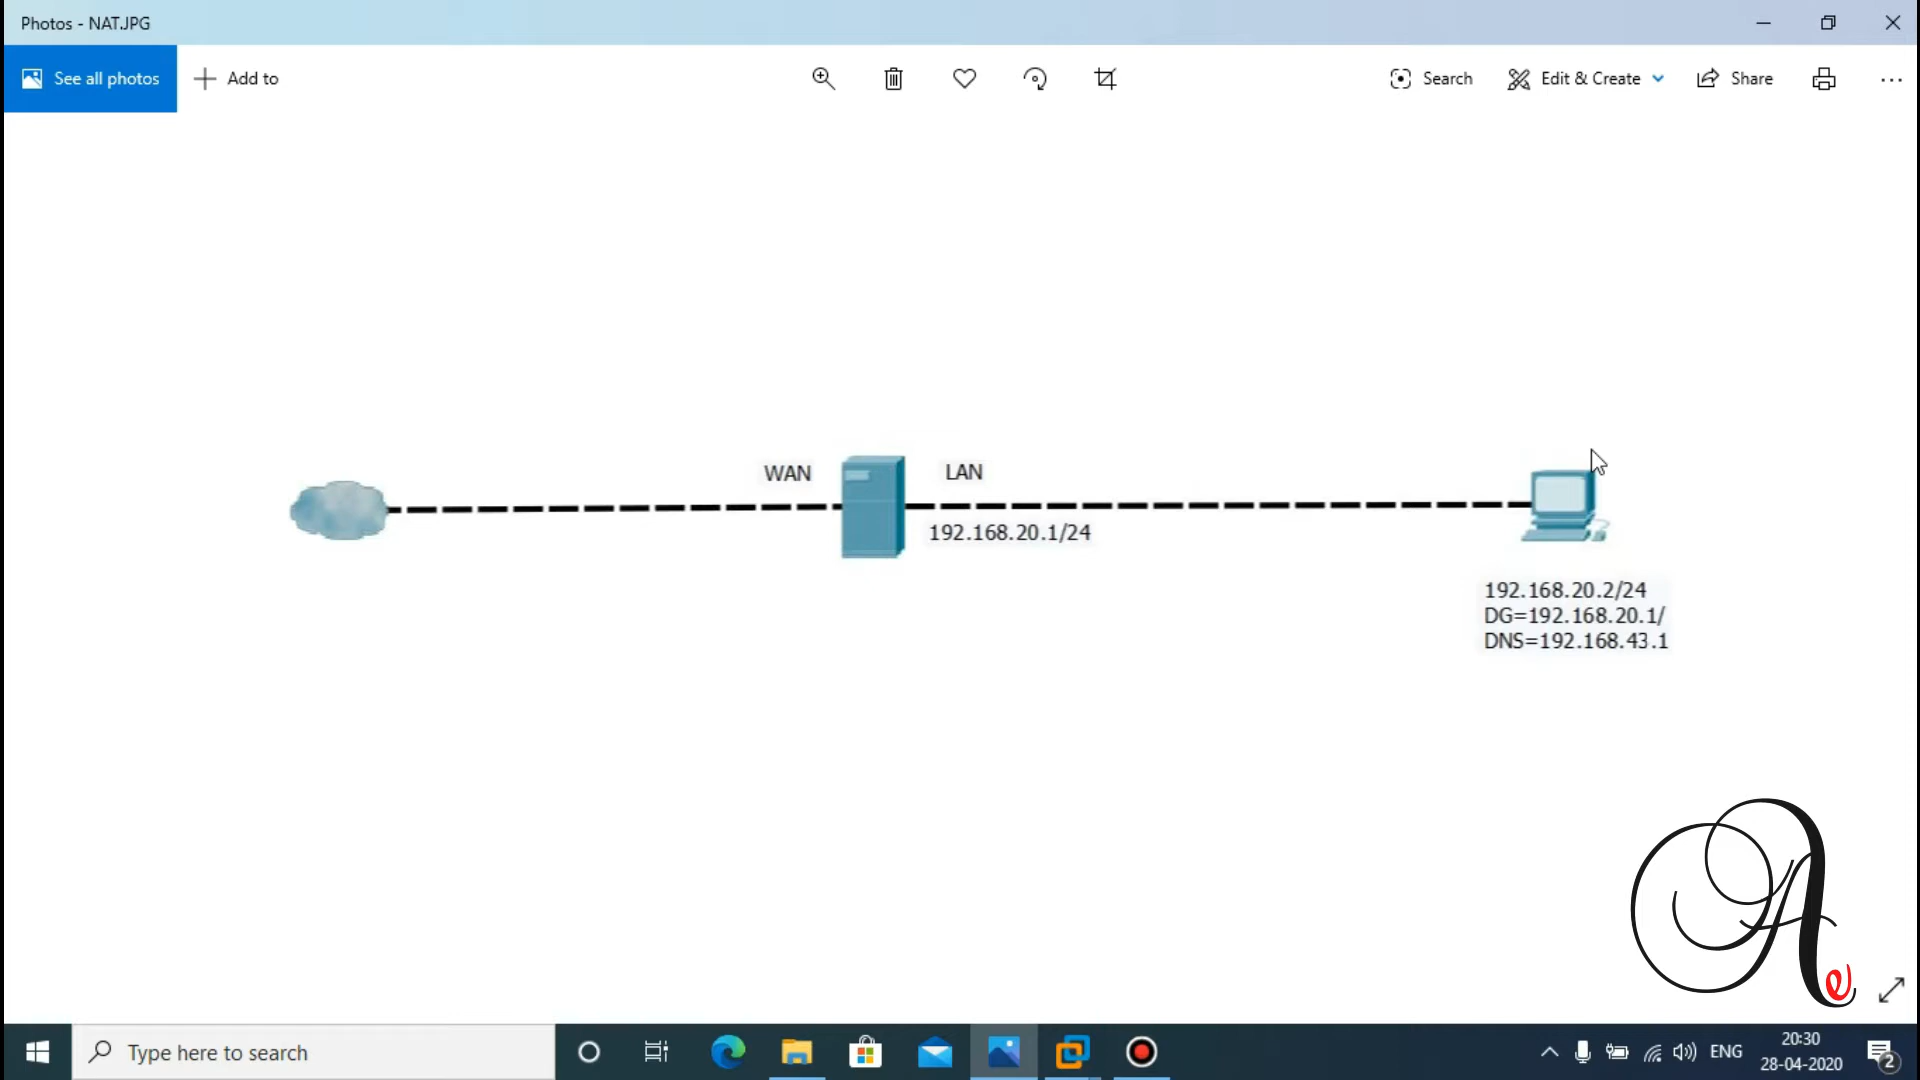 Photos - NAT.JPG
See all photos
Add to
Search
Edit & Create
Share
WAN
LAN
192.168.20.1/24
192.168.20.2/24
DG=192.168.20.1/
DNS=192.168.43.1
Ae
Type here to search
ENG
20:30
28-04-2020
2